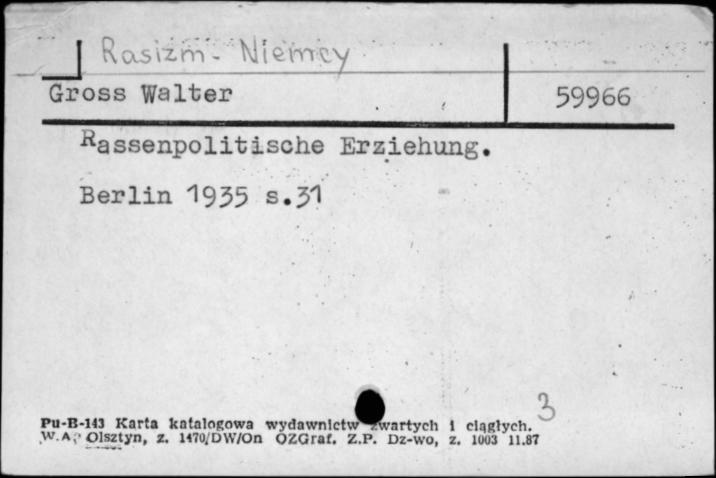 Rasizm - Niemcy
Gross Walter 59966
Rassenpolitische Erziehung.
Berlin 1935 s.31
3
Pu-B-143 Karta katalogowa wydawnictw zwartych i ciągłych.
W.A. Olsztyn, z. 1470/DW/On OZGraf. Z.P. Dz-wo, z. 1003 11.87